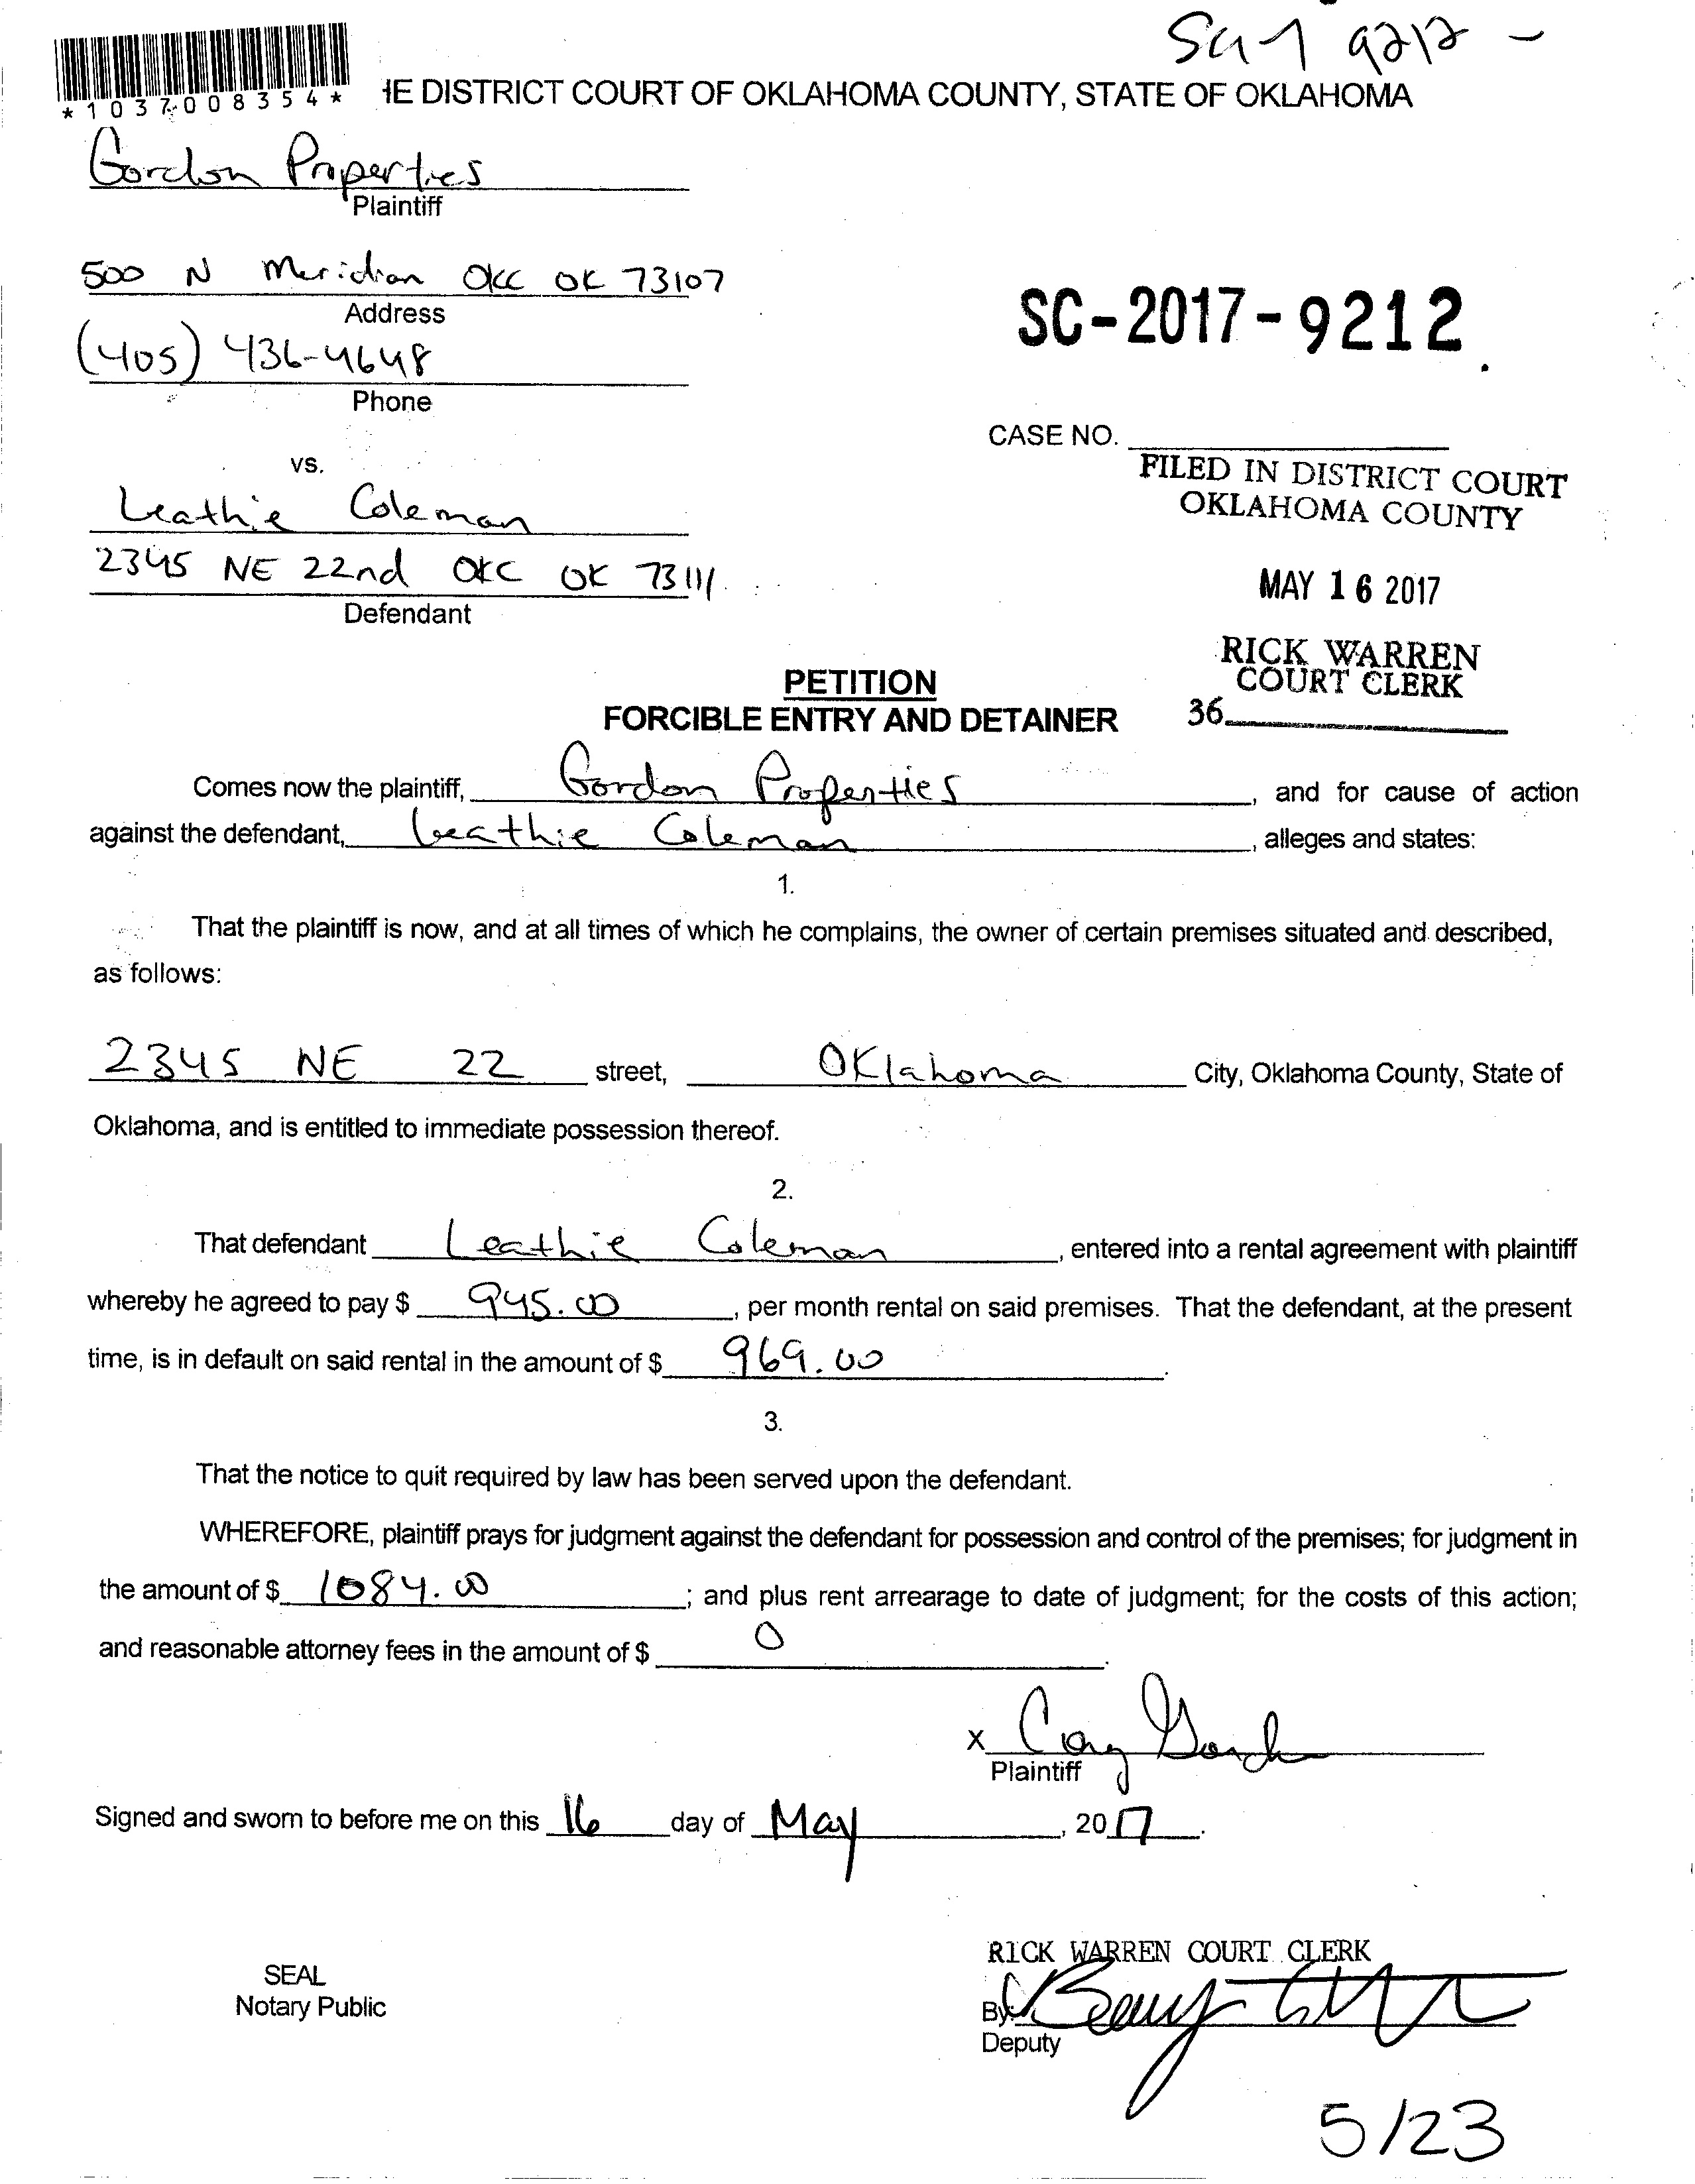 9212 -
*1037008354*
HE DISTRICT COURT OF OKLAHOMA COUNTY, STATE OF OKLAHOMA
Gordon Properties
Plaintiff
500 N Meridian OKC OK 73107
Address
(405) 436-4648
Phone
SC-2017-9212
CASE NO.
vs.
Leathie Coleman
2345 NE 22nd OKC OK 73111
Defendant
FILED IN DISTRICT COURT
OKLAHOMA COUNTY
MAY 16 2017
RICK WARREN
COURT CLERK
36
PETITION
FORCIBLE ENTRY AND DETAINER
Comes now the plaintiff, Gordon Properties, and for cause of action
against the defendant, Leathie Coleman, alleges and states:
1.
That the plaintiff is now, and at all times of which he complains, the owner of certain premises situated and described,
as follows:
2345 NE 22 street, OKlahoma City, Oklahoma County, State of
Oklahoma, and is entitled to immediate possession thereof.
2.
That defendant Leathie Coleman, entered into a rental agreement with plaintiff
whereby he agreed to pay $ 945.00, per month rental on said premises. That the defendant, at the present
time, is in default on said rental in the amount of $ 969.00.
3.
That the notice to quit required by law has been served upon the defendant.
WHEREFORE, plaintiff prays for judgment against the defendant for possession and control of the premises; for judgment in
the amount of $ 1084.00; and plus rent arrearage to date of judgment; for the costs of this action;
and reasonable attorney fees in the amount of $ 0.
X
Plaintiff
Signed and sworn to before me on this 16 day of May, 2017.
RICK WARREN COURT CLERK
SEAL
Notary Public
By:
Deputy
5/23